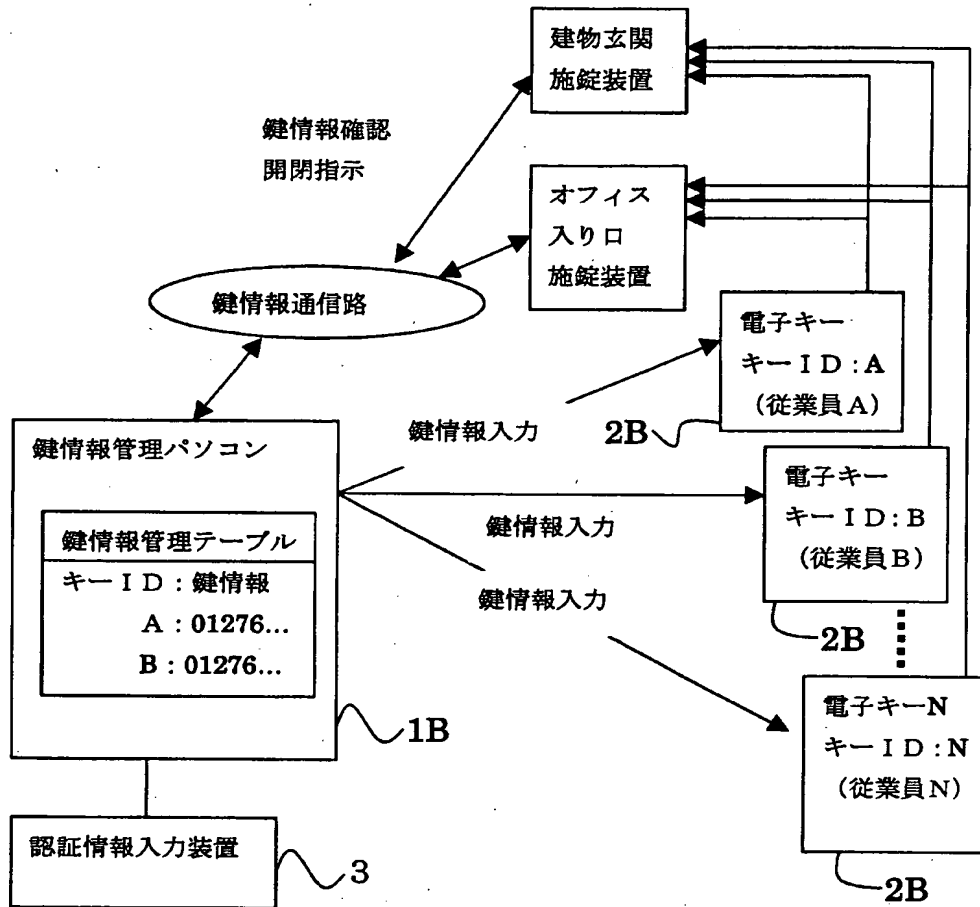 建物玄関
施錠装置
鍵情報確認
開閉指示
オフィス
入り口
施錠装置
鍵情報通信路
電子キー
キーＩＤ：A
（従業員Ａ）
2B
鍵情報入力
鍵情報管理パソコン
鍵情報管理テーブル
キーＩＤ：鍵情報
A：01276...
B：01276...
1B
電子キー
キーＩＤ：B
（従業員Ｂ）
2B
鍵情報入力
鍵情報入力
電子キーN
キーＩＤ：N
（従業員Ｎ）
2B
認証情報入力装置
3